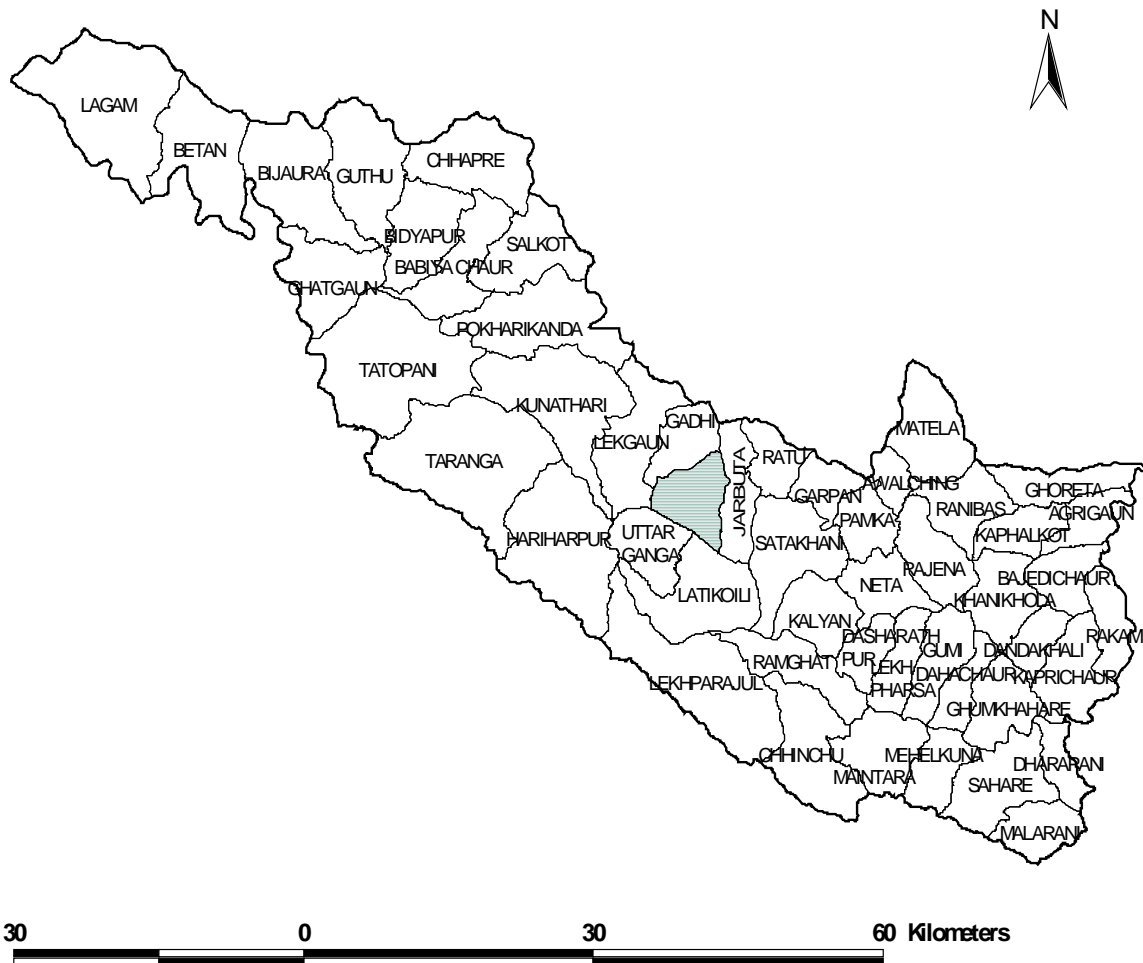 N
LAGAM
BETAN
BIJAURA
GUTHU
CHHAPRE
BIDYAPUR
SALKOT
BABIYA CHAUR
GHATGAUN
POKHARIKANDA
TATOPANI
KUNATHARI
GADHI
MATELA
LEKGAUN
TARANGA
JARBUTA
RATU
AWALCHING
GARPAN
GHORETA
RANIBAS
AGRIGAUN
PAMKA
KAPHALKOT
HARIHARPUR
UTTAR
GANGA
SATAKHANI
RAJENA
BAJEDICHAUR
NETA
LATIKOILI
KHANIKHODA
KALYAN
DASHARATH
PUR
RAKAM
GUMI
DANDAKHALI
RAMGHAT
LEKH
PHARSA
DAHACHAUR
KAPRICHAUR
LEKHPARAJUL
GHUMKHAHARE
CHHINCHU
MEHELKUNA
DHARAPANI
MAINTARA
SAHARE
MALARANI
30 0 30 60 Kilometers